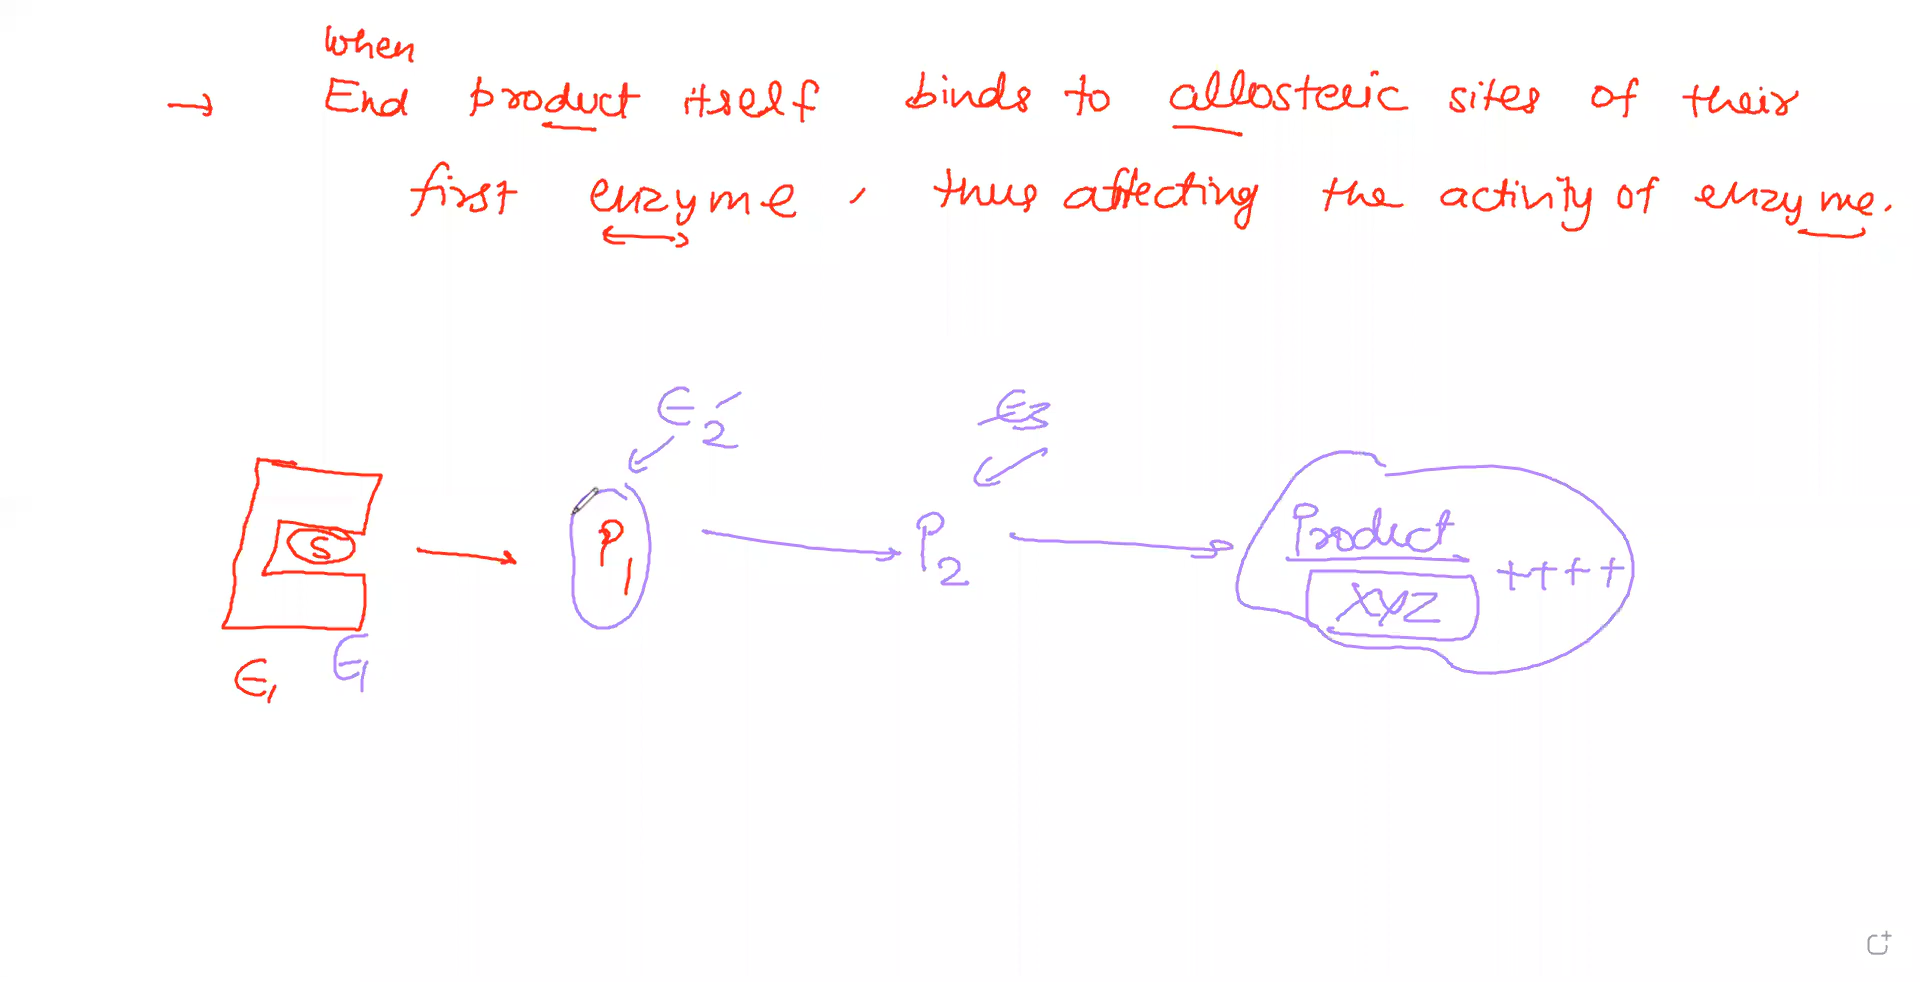 when
→ End product itself binds to allosteric sites of their
first enzyme, thus affecting the activity of enzyme.
E2 E3
S → P1 → P2 → Product ++++
XYZ
E1 E1